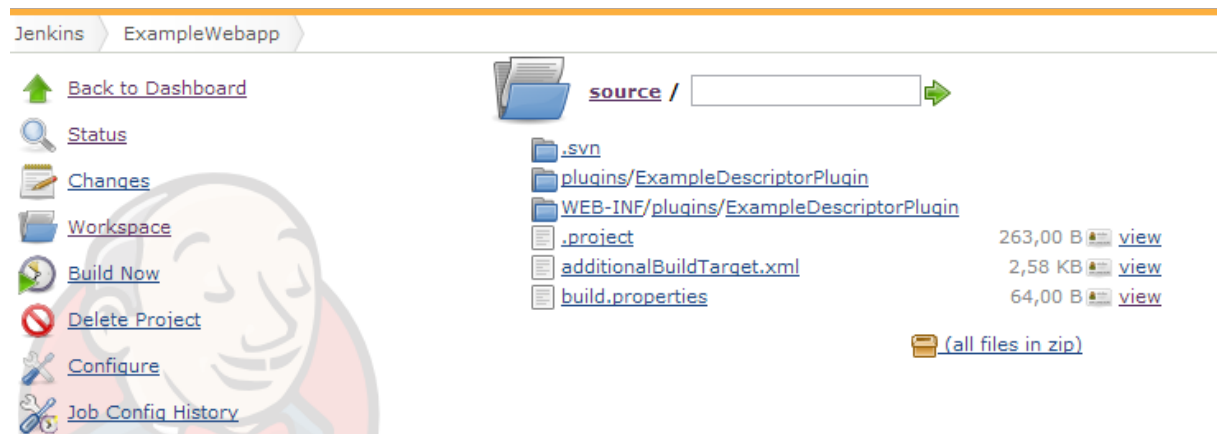 Jenkins ExampleWebapp
Back to Dashboard
Status
Changes
Workspace
Build Now
Delete Project
Configure
Job Config History
source /
.svn
plugins/ExampleDescriptorPlugin
WEB-INF/plugins/ExampleDescriptorPlugin
.project 263,00 B view
additionalBuildTarget.xml 2,58 KB view
build.properties 64,00 B view
(all files in zip)